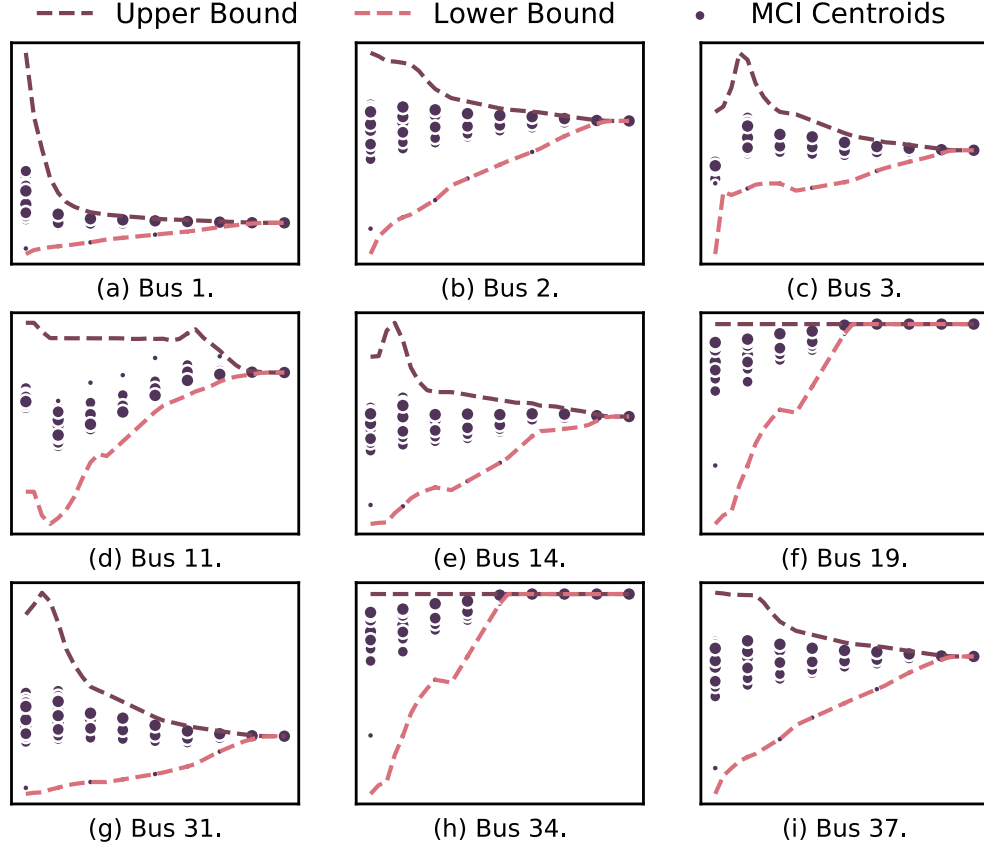 Upper Bound Lower Bound MCI Centroids
(a) Bus 1. (b) Bus 2. (c) Bus 3.
(d) Bus 11. (e) Bus 14. (f) Bus 19.
(g) Bus 31. (h) Bus 34. (i) Bus 37.